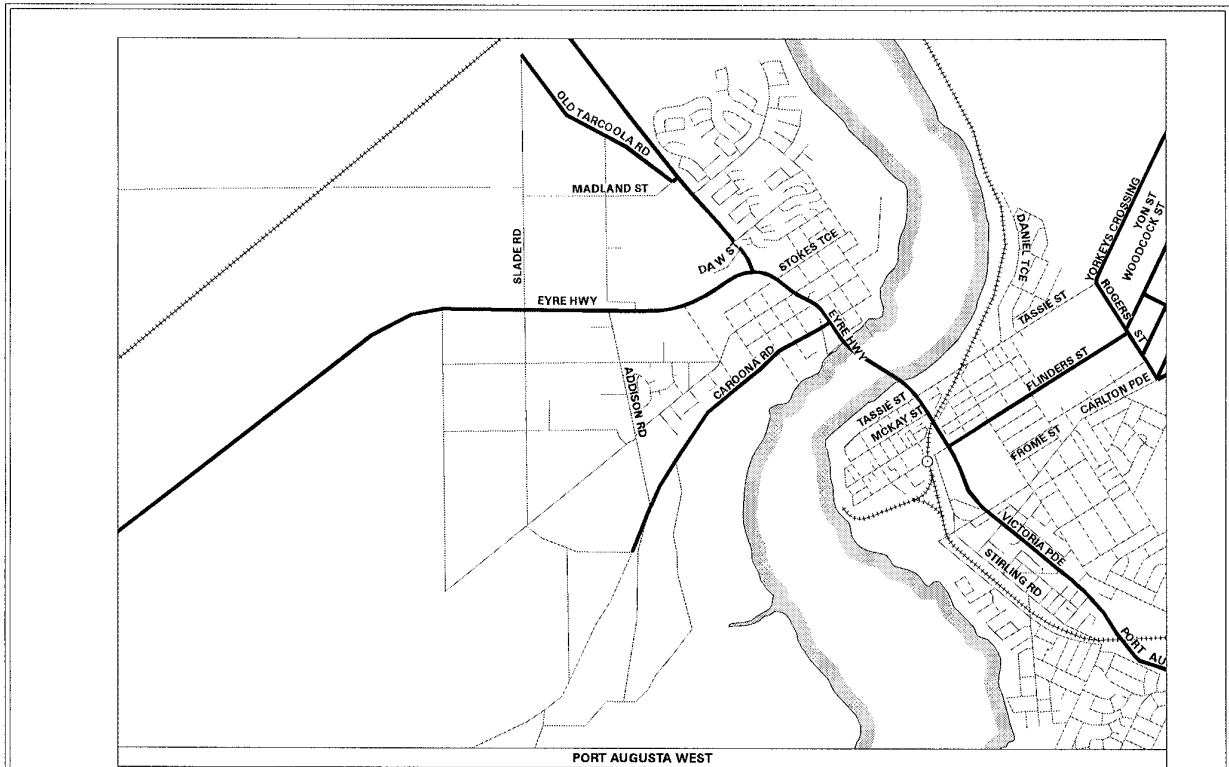 OLD TARCOOLA RD
MADLAND ST
SLADE RD
DAW S
STOKES TCE
EYRE HWY
EYRE HWY
CAROONA RD
ADDISON RD
DANIEL TCE
YORKEYS CROSSING
YON ST
WOODCOCK ST
ROGERS ST
TASSIE ST
FLINDERS ST
CARLTON PDE
TASSIE ST
MCKAY ST
FROME ST
VICTORIA PDE
STIRLING RD
PORT AU
PORT AUGUSTA WEST